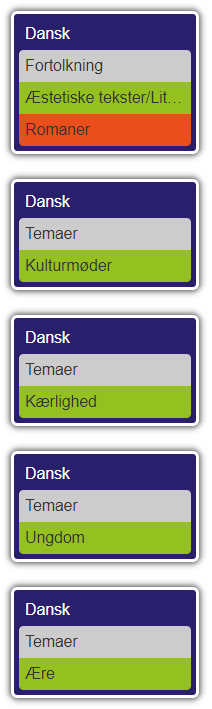 Dansk
Fortolkning
Æstetiske tekster/Lit...
Romaner
Dansk
Temaer
Kulturmøder
Dansk
Temaer
Kærlighed
Dansk
Temaer
Ungdom
Dansk
Temaer
Ære